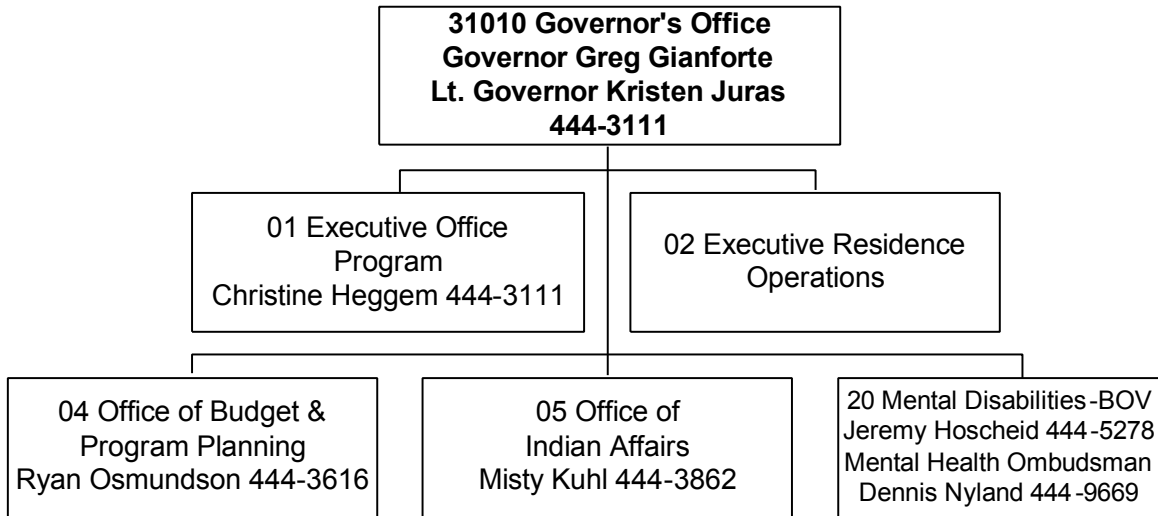 31010 Governor's Office
Governor Greg Gianforte
Lt. Governor Kristen Juras
444-3111
01 Executive Office
Program
Christine Heggem 444-3111
02 Executive Residence
Operations
04 Office of Budget &
Program Planning
Ryan Osmundson 444-3616
05 Office of
Indian Affairs
Misty Kuhl 444-3862
20 Mental Disabilities-BOV
Jeremy Hoscheid 444-5278
Mental Health Ombudsman
Dennis Nyland 444-9669